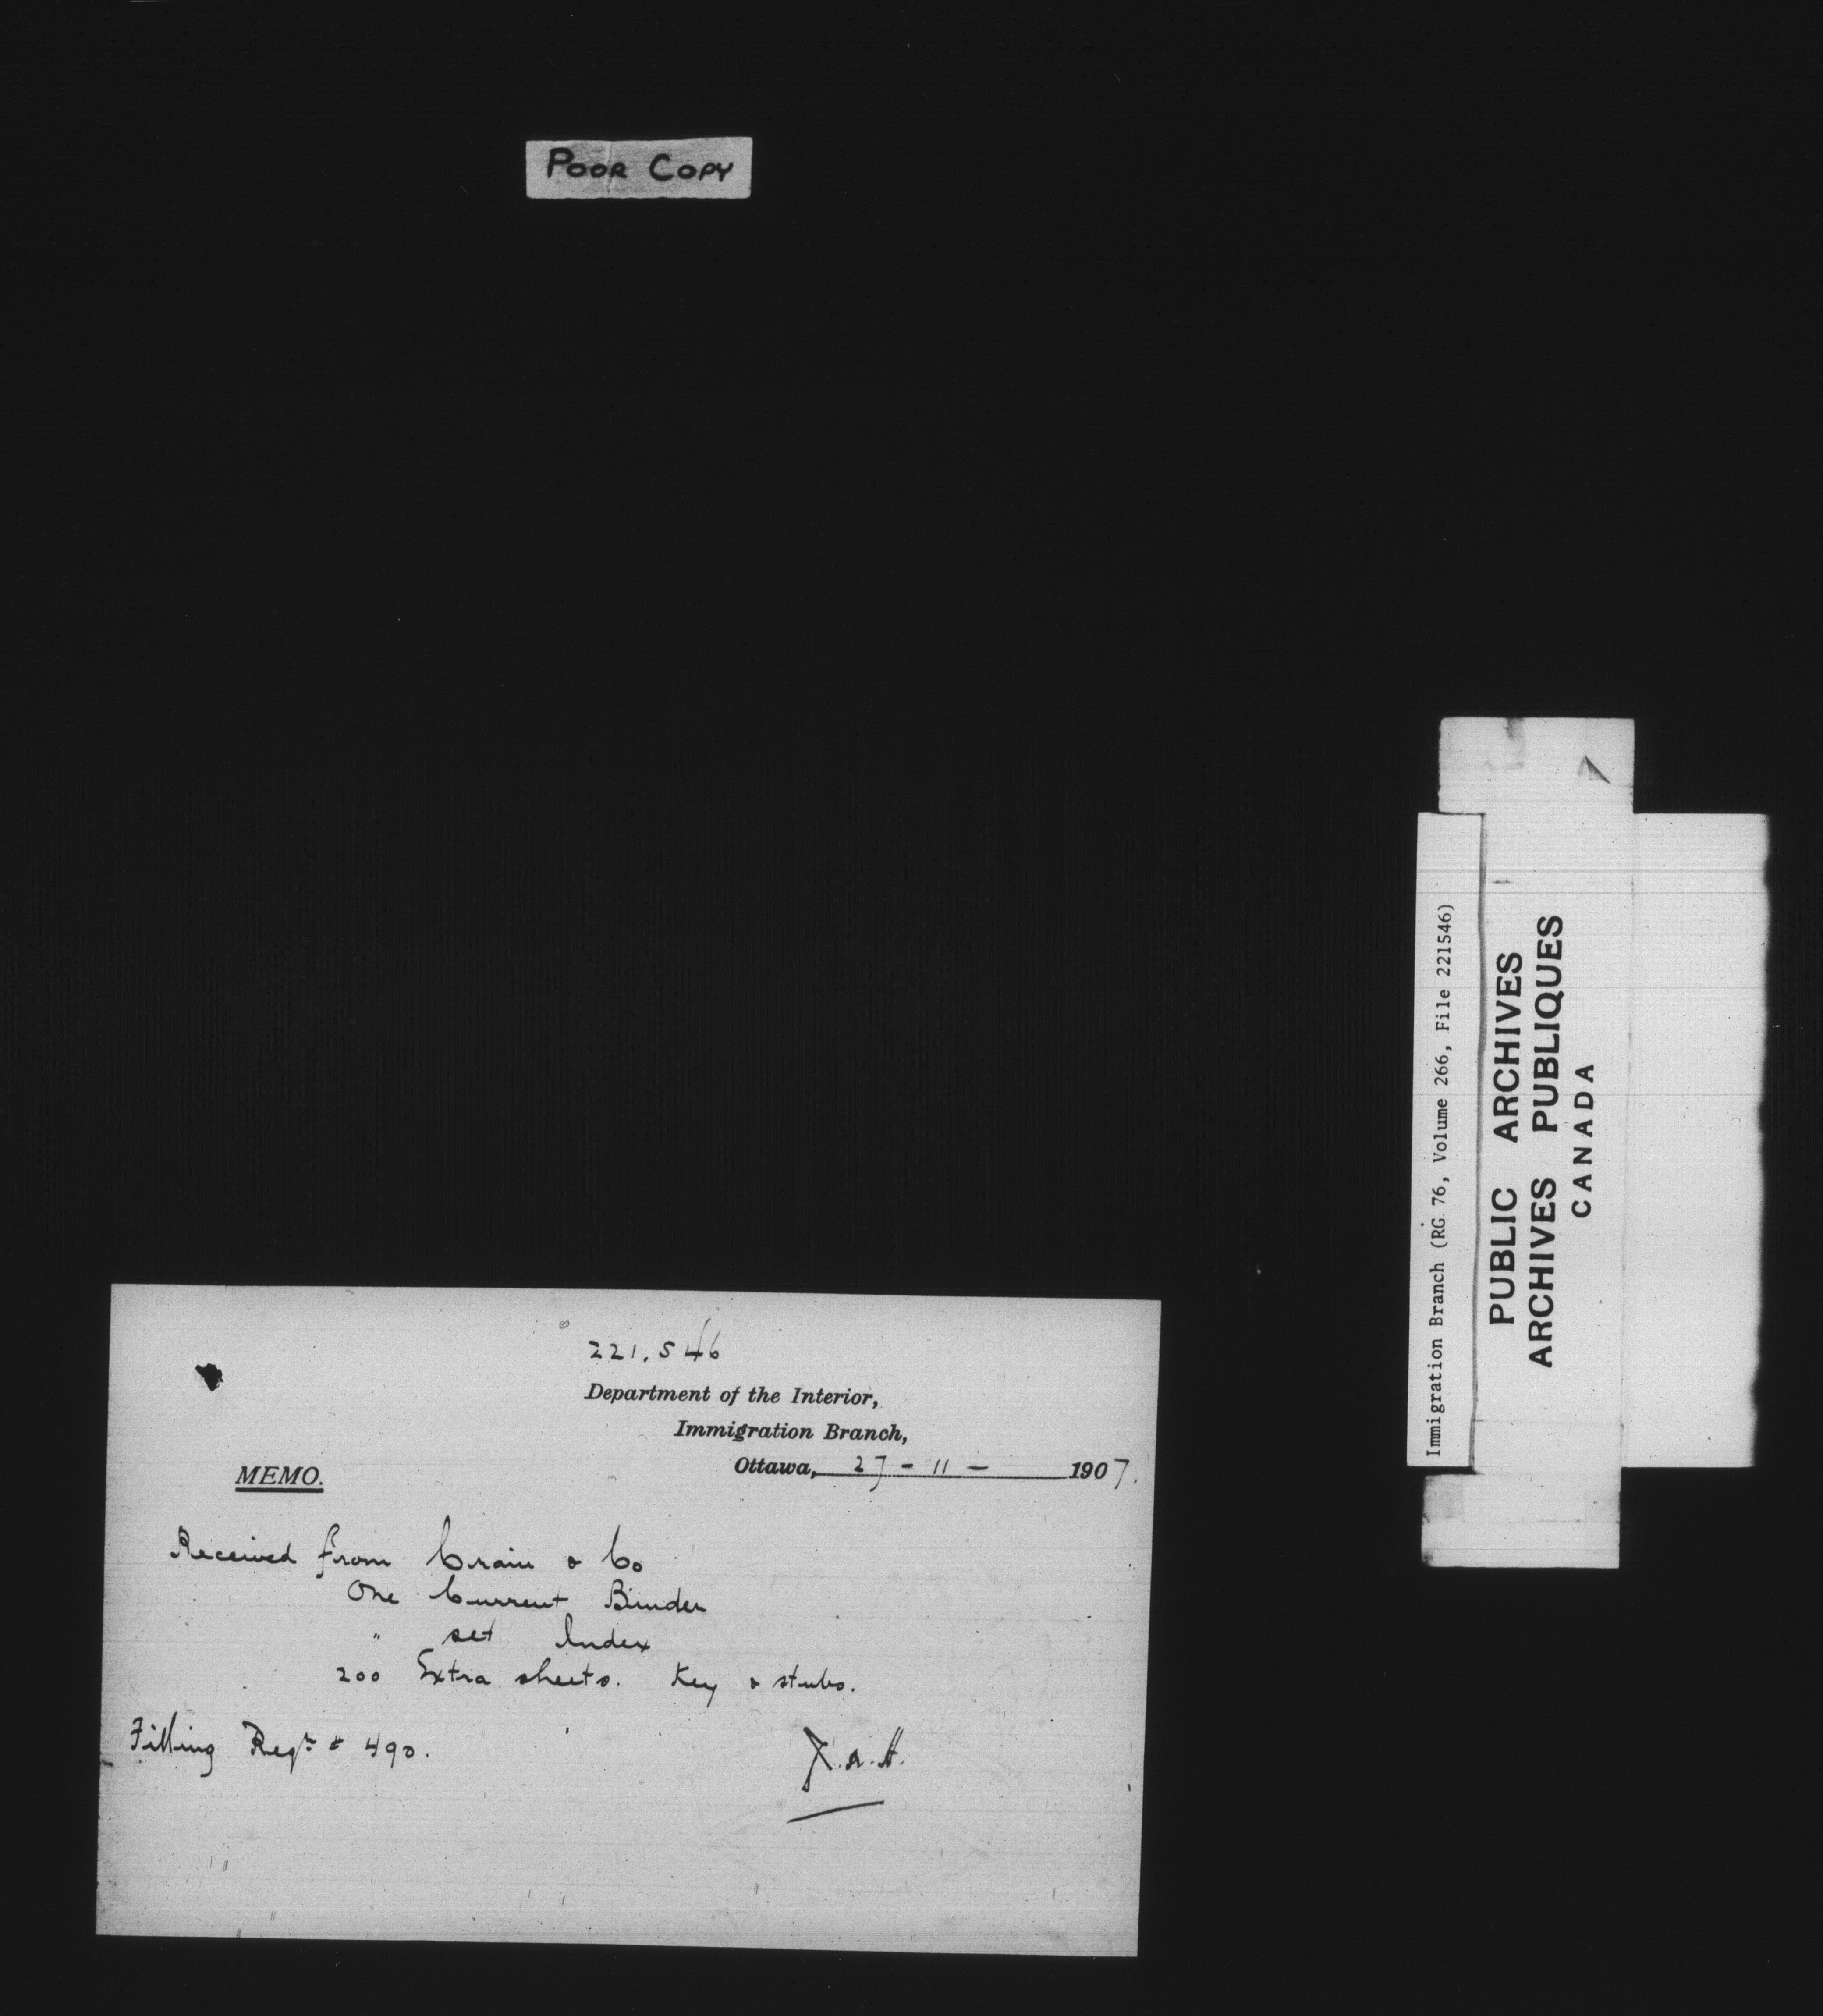 POOR COPY
221.546
Department of the Interior,
Immigration Branch,
Ottawa, 27 - 11 - 1907.
MEMO.
Received from Crain & Co
One Current Binder
" set Index
200 Extra sheets. Key & stubs.
Filling Reqn # 490.
Immigration Branch (RG 76, Volume 266, File 221546)
PUBLIC ARCHIVES
ARCHIVES PUBLIQUES
CANADA